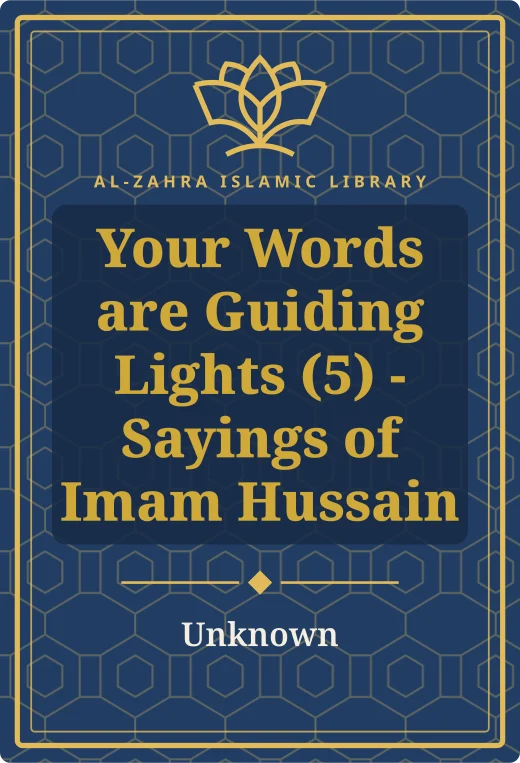 AL-ZAHRA ISLAMIC LIBRARY
Your Words
are Guiding
Lights (5) -
Sayings of
Imam Hussain
Unknown